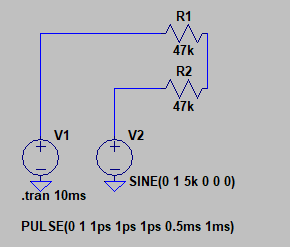 R1
47k
R2
47k
V1
V2
SINE(0 1 5k 0 0 0)
.tran 10ms
PULSE(0 1 1ps 1ps 1ps 0.5ms 1ms)